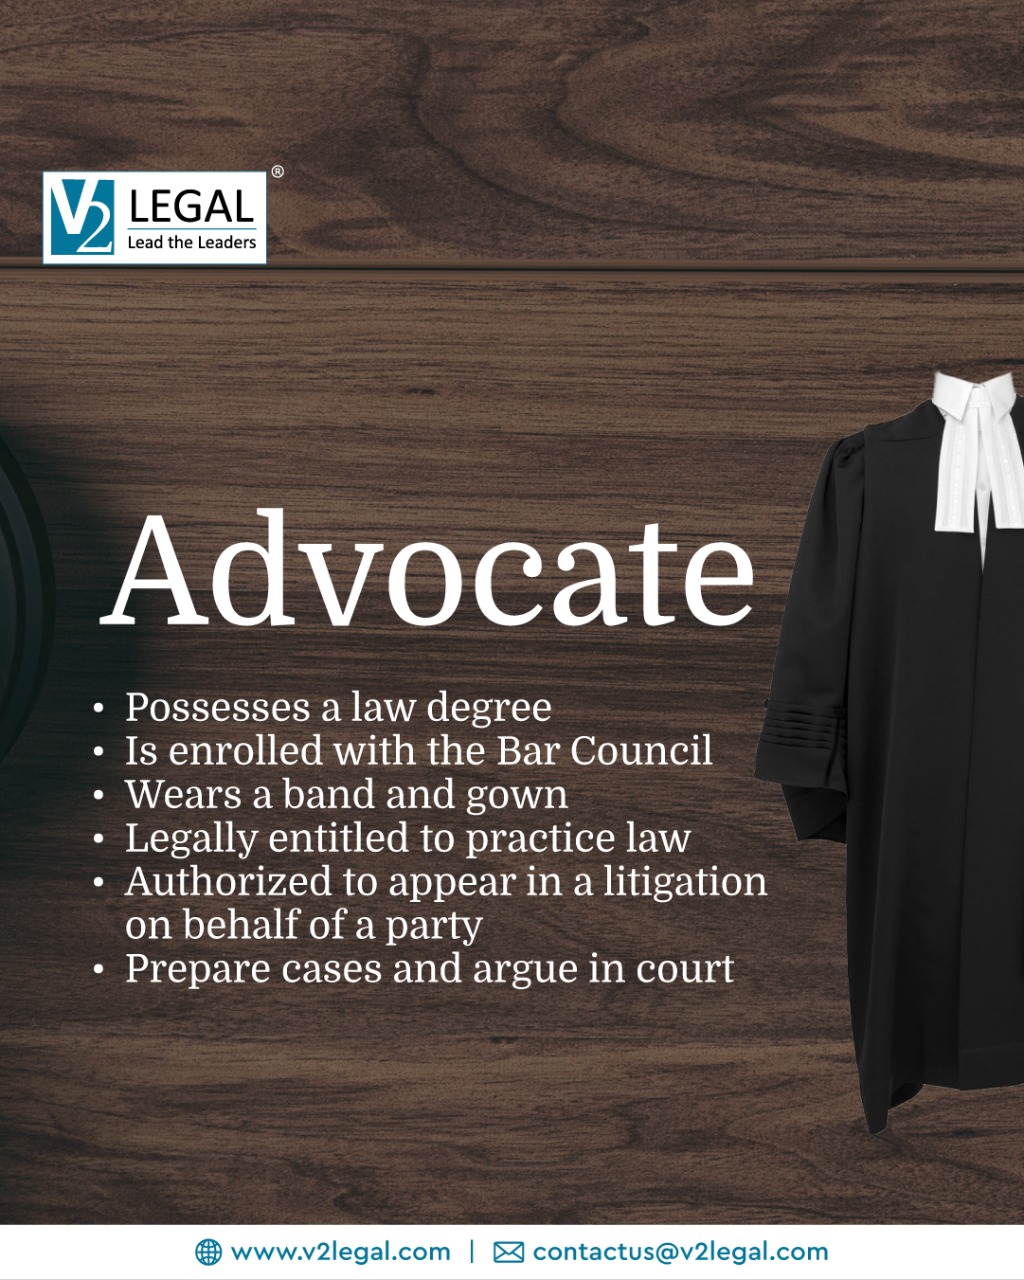 V2 LEGAL ®
Lead the Leaders
Advocate
• Possesses a law degree
• Is enrolled with the Bar Council
• Wears a band and gown
• Legally entitled to practice law
• Authorized to appear in a litigation
on behalf of a party
• Prepare cases and argue in court
www.v2legal.com | contactus@v2legal.com